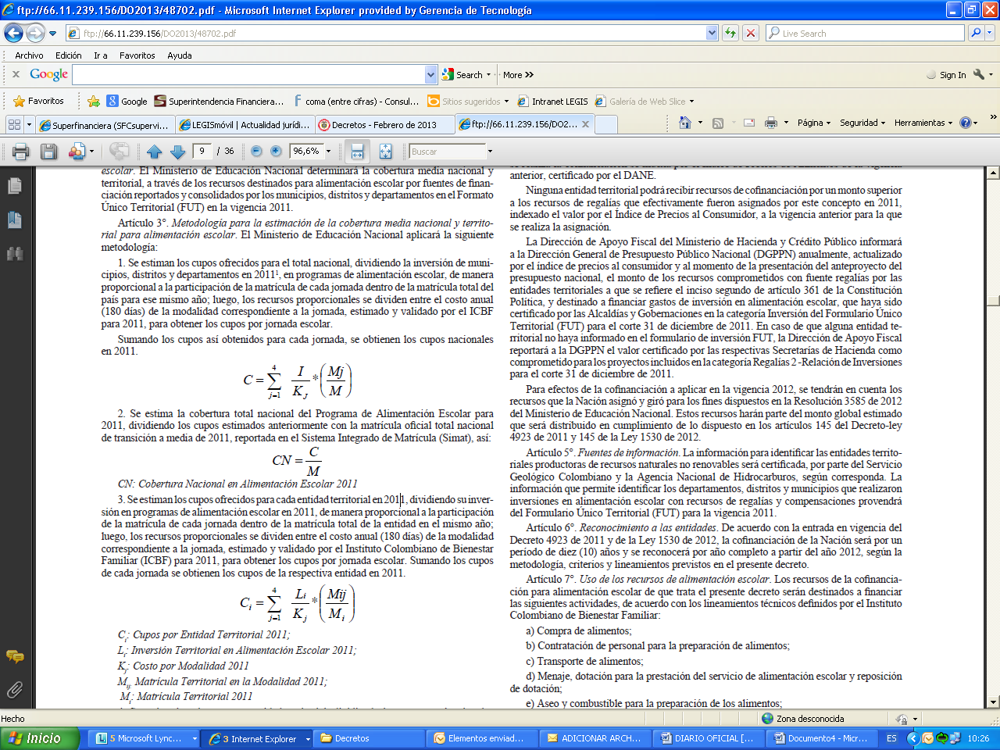 ftp://66.11.239.156/DO2013/48702.pdf - Microsoft Internet Explorer provided by Gerencia de Tecnología
ftp://66.11.239.156/DO2013/48702.pdf
Live Search
Archivo Edición Ir a Favoritos Ayuda
x Google Search More »
Sign In
Favoritos Google Superintendencia Financiera... coma (entre cifras) - Consul... Sitios sugeridos Intranet LEGIS Galería de Web Slice
Superfinanciera (SFCsupervi... LEGISmóvil | Actualidad jurídi... Decretos - Febrero de 2013 ftp://66.11.239.156/DO2... x
Página Seguridad Herramientas »
9 / 36 96,6% Buscar
escolar. El Ministerio de Educación Nacional determinará la cobertura media nacional y
territorial, a través de los recursos destinados para alimentación escolar por fuentes de finan-
ciación reportados y consolidados por los municipios, distritos y departamentos en el Formato
Único Territorial (FUT) en la vigencia 2011.
Artículo 3°. Metodología para la estimación de la cobertura media nacional y territo-
rial para alimentación escolar. El Ministerio de Educación Nacional aplicará la siguiente
metodología:
1. Se estiman los cupos ofrecidos para el total nacional, dividiendo la inversión de muni-
cipios, distritos y departamentos en 2011¹, en programas de alimentación escolar, de manera
proporcional a la participación de la matrícula de cada jornada dentro de la matrícula total del
país para ese mismo año; luego, los recursos proporcionales se dividen entre el costo anual
(180 días) de la modalidad correspondiente a la jornada, estimado y validado por el ICBF
para 2011, para obtener los cupos por jornada escolar.
Sumando los cupos así obtenidos para cada jornada, se obtienen los cupos nacionales
en 2011.
C = ∑ j=1 4 I/K_J * (Mj/M)
2. Se estima la cobertura total nacional del Programa de Alimentación Escolar para
2011, dividiendo los cupos estimados anteriormente con la matrícula oficial total nacional
de transición a media de 2011, reportada en el Sistema Integrado de Matrícula (Simat), así:
CN = C/M
CN: Cobertura Nacional en Alimentación Escolar 2011
3. Se estiman los cupos ofrecidos para cada entidad territorial en 2011, dividiendo su inver-
sión en programas de alimentación escolar en 2011, de manera proporcional a la participación
de la matrícula de cada jornada dentro de la matrícula total de la entidad en el mismo año;
luego, los recursos proporcionales se dividen entre el costo anual (180 días) de la modalidad
correspondiente a la jornada, estimado y validado por el Instituto Colombiano de Bienestar
Familiar (ICBF) para 2011, para obtener los cupos por jornada escolar. Sumando los cupos
de cada jornada se obtienen los cupos de la respectiva entidad en 2011.
C_i = ∑ j=1 4 L_i/K_j * (Mij/M_i)
C_i: Cupos por Entidad Territorial 2011;
L_i: Inversión Territorial en Alimentación Escolar 2011;
K_j: Costo por Modalidad 2011
M_ij: Matrícula Territorial en la Modalidad 2011;
M_i: Matrícula Territorial 2011
anterior, certificado por el DANE.
Ninguna entidad territorial podrá recibir recursos de cofinanciación por un monto superior
a los recursos de regalías que efectivamente fueron asignados por este concepto en 2011,
indexado el valor por el Índice de Precios al Consumidor, a la vigencia anterior para la que
se realiza la asignación.
La Dirección de Apoyo Fiscal del Ministerio de Hacienda y Crédito Público informará
a la Dirección General de Presupuesto Público Nacional (DGPPN) anualmente, actualizado
por el índice de precios al consumidor y al momento de la presentación del anteproyecto del
presupuesto nacional, el monto de los recursos comprometidos con fuente regalías por las
entidades territoriales a que se refiere el inciso segundo de artículo 361 de la Constitución
Política, y destinado a financiar gastos de inversión en alimentación escolar, que haya sido
certificado por las Alcaldías y Gobernaciones en la categoría Inversión del Formulario Único
Territorial (FUT) para el corte 31 de diciembre de 2011. En caso de que alguna entidad te-
rritorial no haya informado en el formulario de inversión FUT, la Dirección de Apoyo Fiscal
reportará a la DGPPN el valor certificado por las respectivas Secretarías de Hacienda como
comprometido para los proyectos incluidos en la categoría Regalías 2 -Relación de Inversiones
para el corte 31 de diciembre de 2011.
Para efectos de la cofinanciación a aplicar en la vigencia 2012, se tendrán en cuenta los
recursos que la Nación asignó y giró para los fines dispuestos en la Resolución 3585 de 2012
del Ministerio de Educación Nacional. Estos recursos harán parte del monto global estimado
que será distribuido en cumplimiento de lo dispuesto en los artículos 145 del Decreto-ley
4923 de 2011 y 145 de la Ley 1530 de 2012.
Artículo 5°. Fuentes de información. La información para identificar las entidades territo-
riales productoras de recursos naturales no renovables será certificada, por parte del Servicio
Geológico Colombiano y la Agencia Nacional de Hidrocarburos, según corresponda. La
información que permite identificar los departamentos, distritos y municipios que realizaron
inversiones en alimentación escolar con recursos de regalías y compensaciones provendrá
del Formulario Único Territorial (FUT) para la vigencia 2011.
Artículo 6°. Reconocimiento a las entidades. De acuerdo con la entrada en vigencia del
Decreto 4923 de 2011 y de la Ley 1530 de 2012, la cofinanciación de la Nación será por un
período de diez (10) años y se reconocerá por año completo a partir del año 2012, según la
metodología, criterios y lineamientos previstos en el presente decreto.
Artículo 7°. Uso de los recursos de alimentación escolar. Los recursos de la cofinancia-
ción para alimentación escolar de que trata el presente decreto serán destinados a financiar
las siguientes actividades, de acuerdo con los lineamientos técnicos definidos por el Instituto
Colombiano de Bienestar Familiar:
a) Compra de alimentos;
b) Contratación de personal para la preparación de alimentos;
c) Transporte de alimentos;
d) Menaje, dotación para la prestación del servicio de alimentación escolar y reposición
de dotación;
e) Aseo y combustible para la preparación de los alimentos;
Hecho
Zona desconocida
Inicio 5 Microsoft Lync... 3 Internet Explorer Decretos Elementos enviad... ADICIONAR ARCH... DIARIO OFICIAL [... Documento4 - Micr... ES 10:26